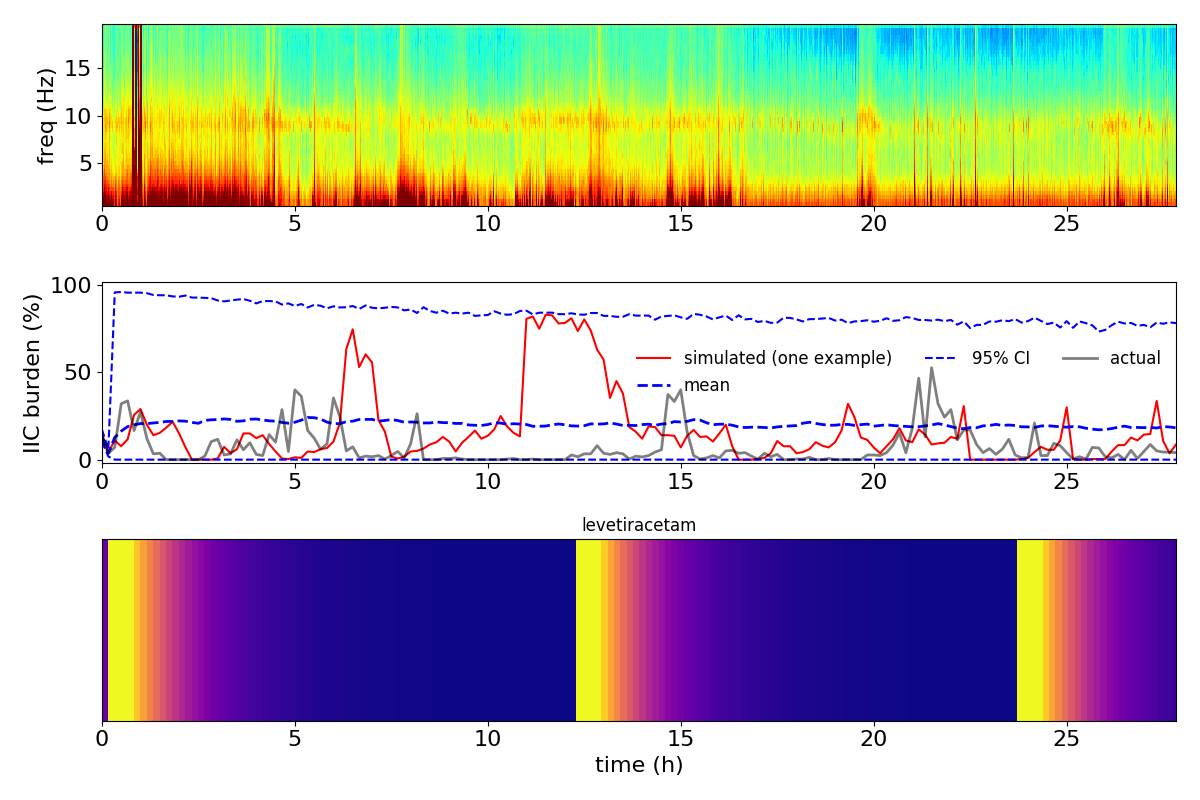 freq (Hz)
15
10
5
0 5 10 15 20 25
IIC burden (%)
100
50
0
simulated (one example) 95% CI actual
mean
0 5 10 15 20 25
levetiracetam
0 5 10 15 20 25
time (h)